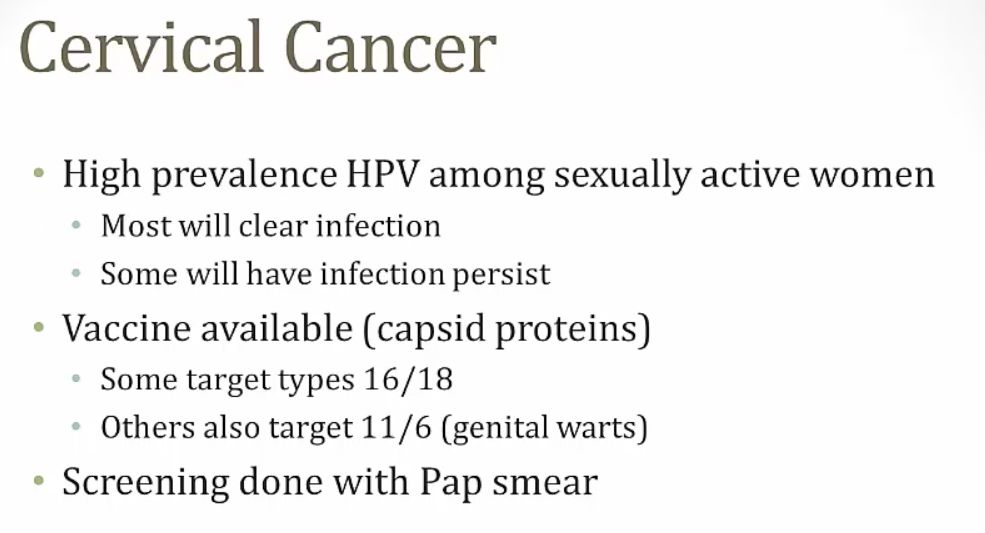 Cervical Cancer
• High prevalence HPV among sexually active women
• Most will clear infection
• Some will have infection persist
• Vaccine available (capsid proteins)
• Some target types 16/18
• Others also target 11/6 (genital warts)
• Screening done with Pap smear